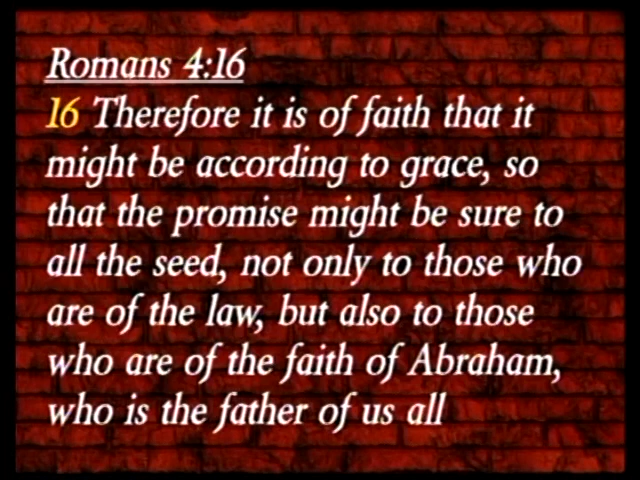 Romans 4:16
16 Therefore it is of faith that it
might be according to grace, so
that the promise might be sure to
all the seed, not only to those who
are of the law, but also to those
who are of the faith of Abraham,
who is the father of us all